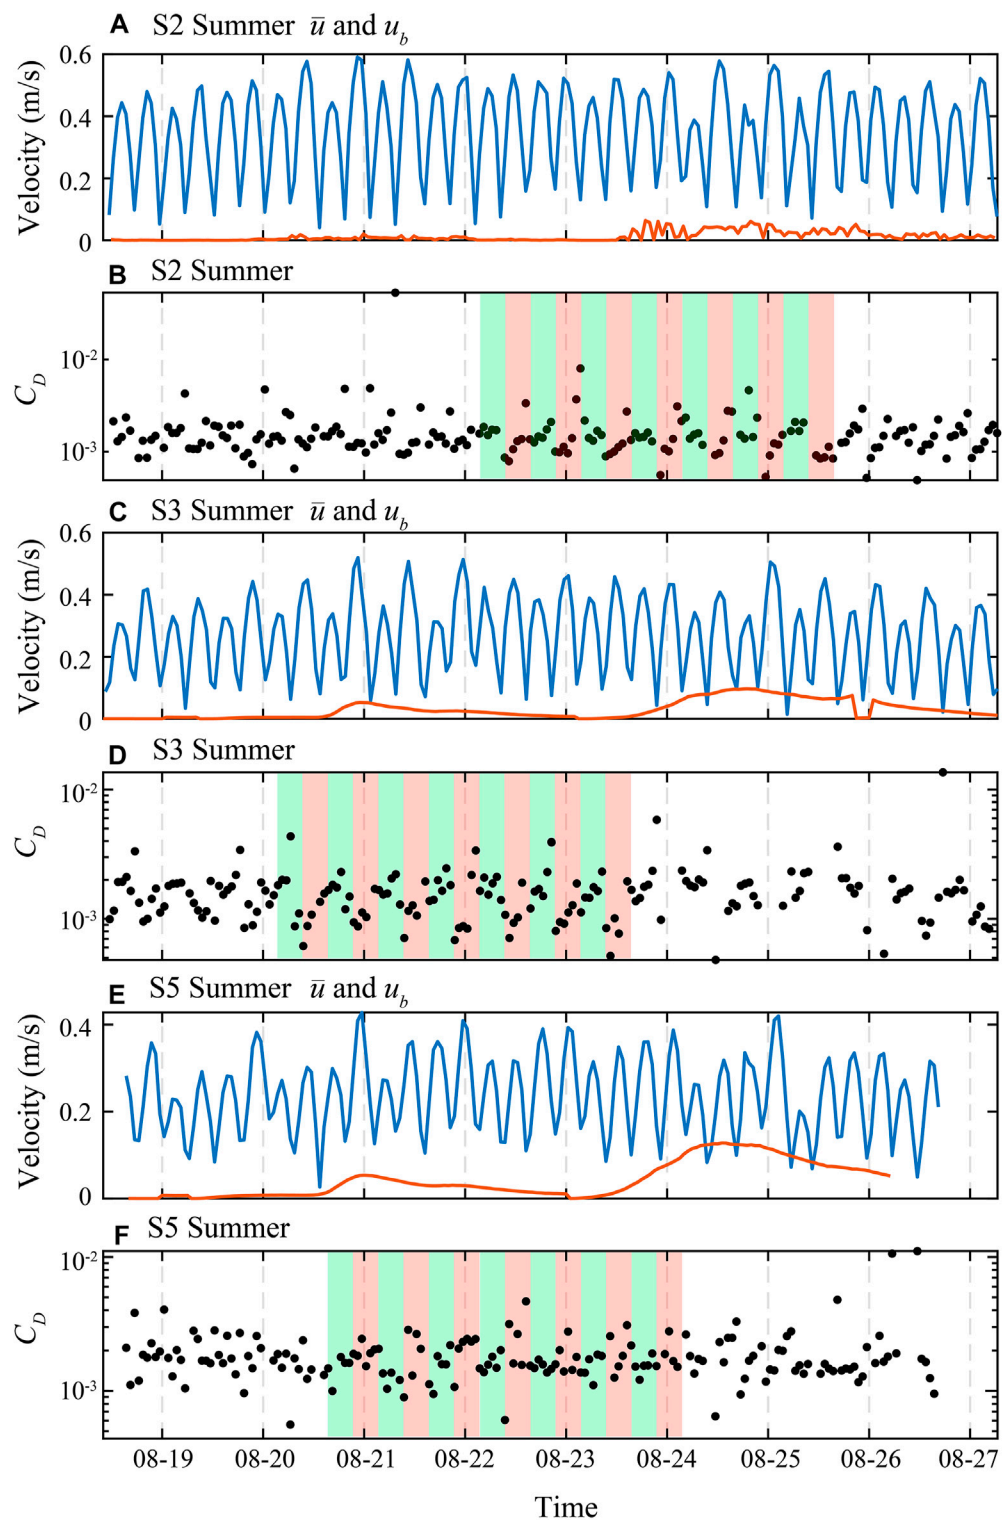 A S2 Summer u̅ and u_b
Velocity (m/s)
0.6
0.4
0.2
0
B S2 Summer
C_D
10^-2
10^-3
C S3 Summer u̅ and u_b
Velocity (m/s)
0.6
0.4
0.2
0
D S3 Summer
C_D
10^-2
10^-3
E S5 Summer u̅ and u_b
Velocity (m/s)
0.4
0.2
0
F S5 Summer
C_D
10^-2
10^-3
08-19 08-20 08-21 08-22 08-23 08-24 08-25 08-26 08-27
Time